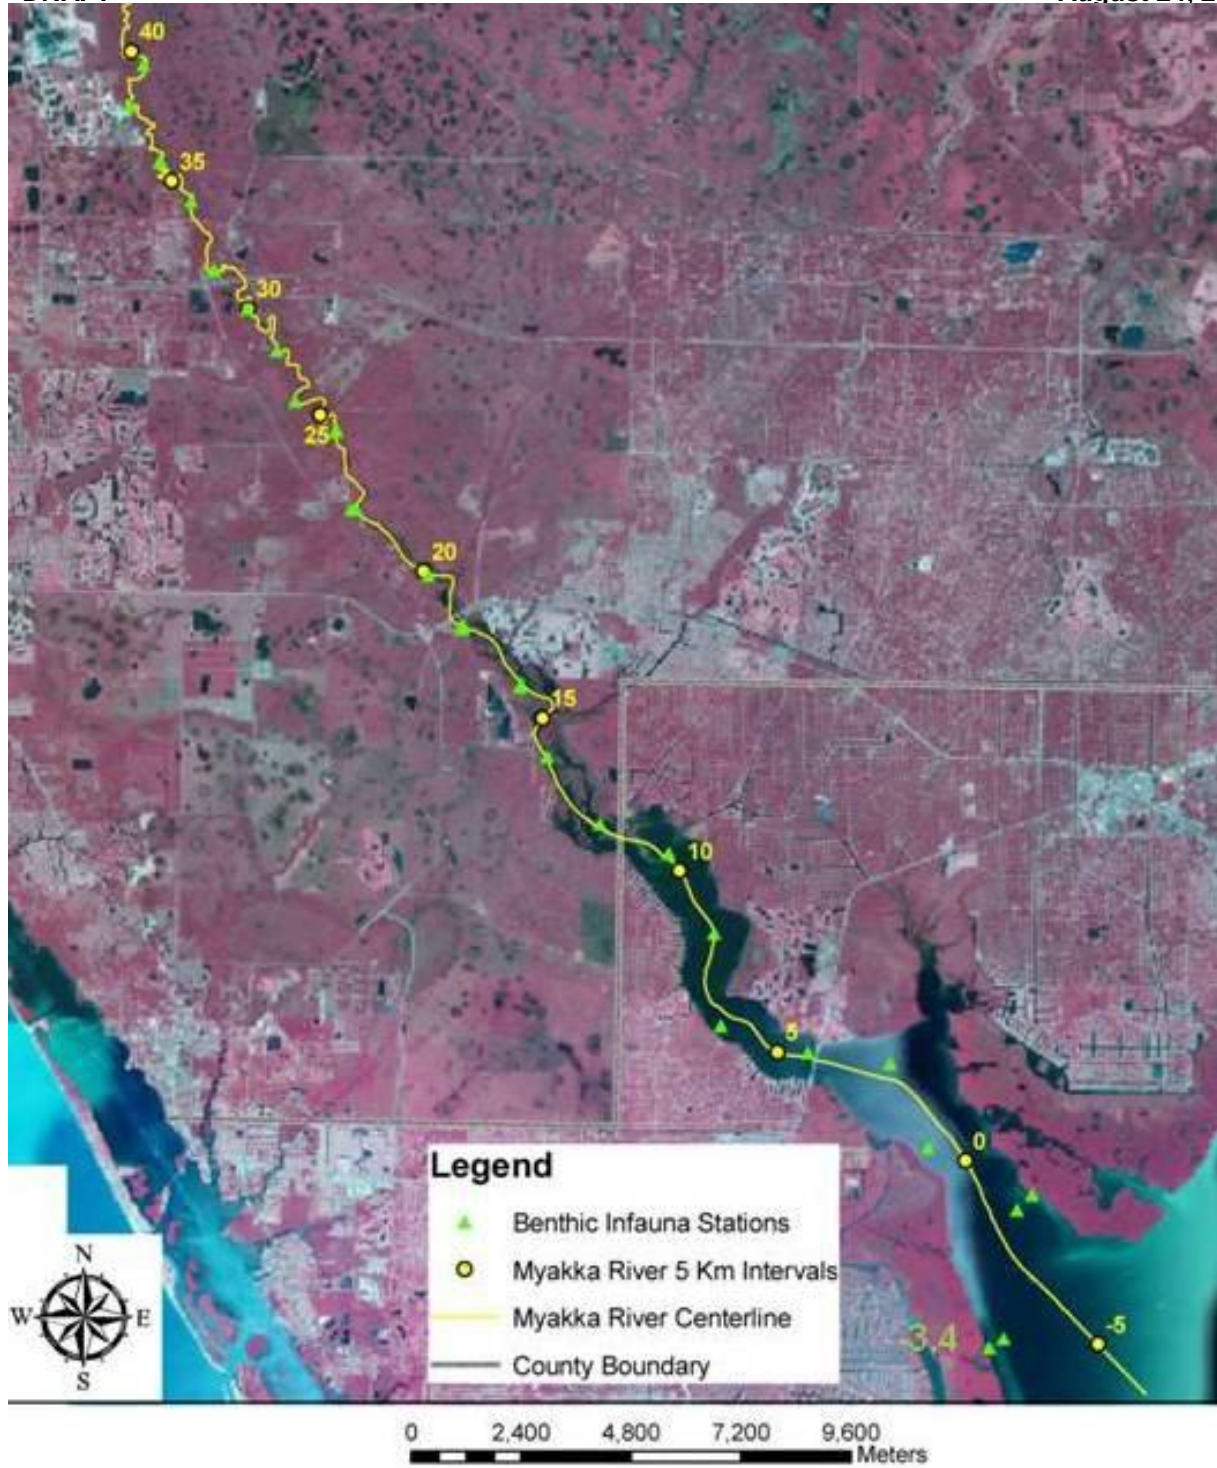 40
35
30
25
20
15
10
5
0
-5
-3.4
Legend
Benthic Infauna Stations
Myakka River 5 Km Intervals
Myakka River Centerline
County Boundary
N
W E
S
0 2,400 4,800 7,200 9,600
Meters